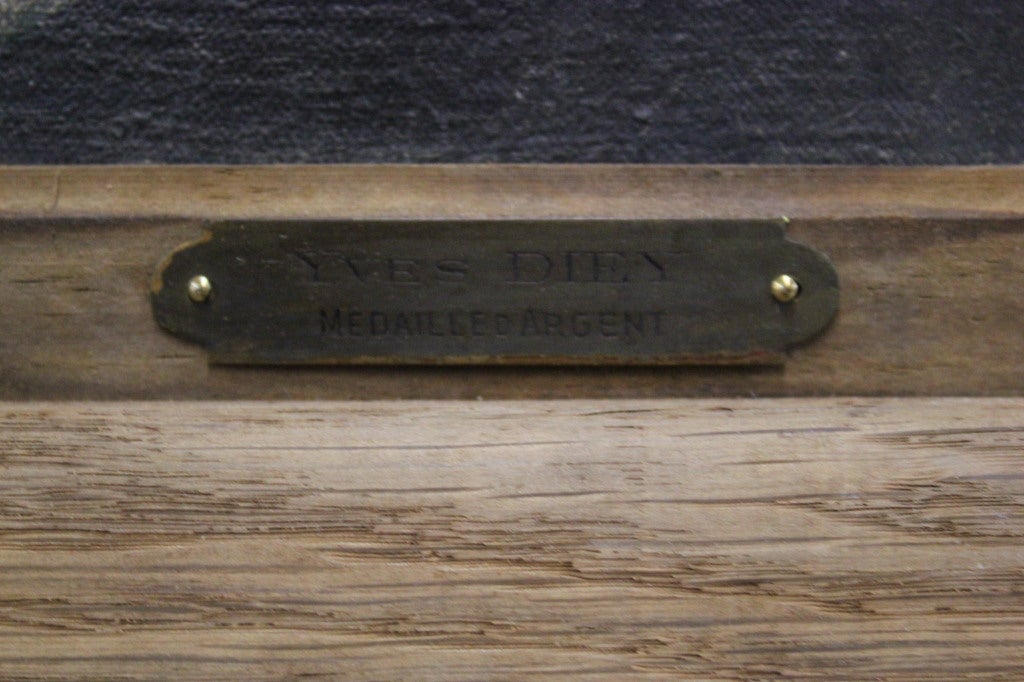 YVES DIEY
MEDAILLE D'ARGENT